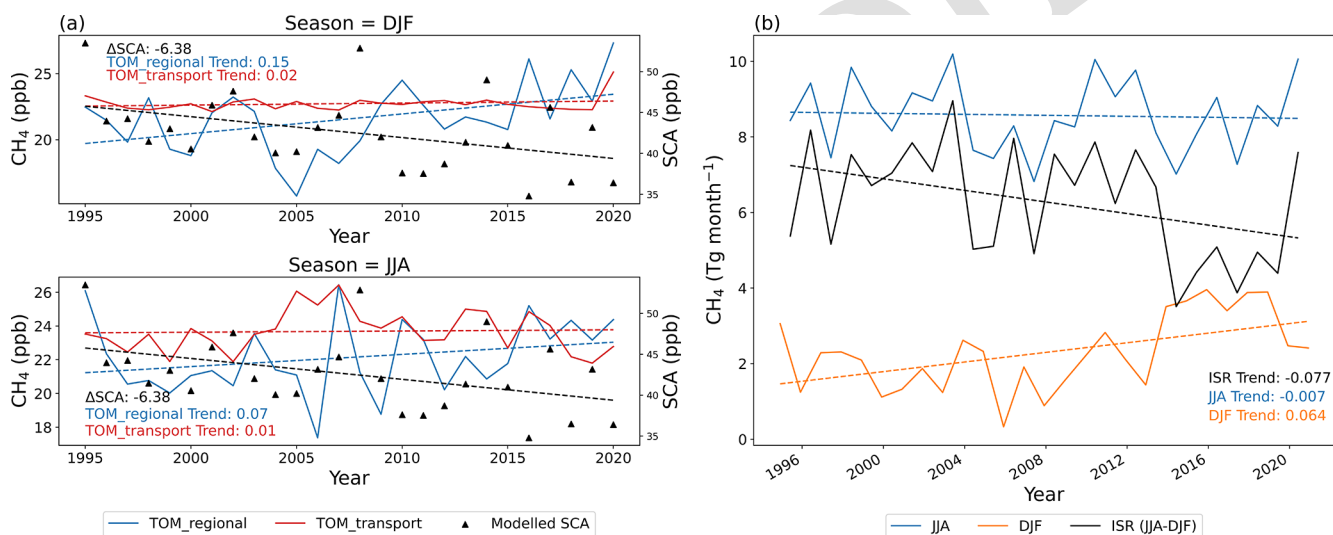 (a)
Season = DJF
ΔSCA: -6.38
TOM_regional Trend: 0.15
TOM_transport Trend: 0.02
CH₄ (ppb)
25
20
SCA (ppb)
50
45
40
35
1995 2000 2005 2010 2015 2020
Year
Season = JJA
CH₄ (ppb)
26
24
22
20
18
SCA (ppb)
50
45
40
35
ΔSCA: -6.38
TOM_regional Trend: 0.07
TOM_transport Trend: 0.01
1995 2000 2005 2010 2015 2020
Year
TOM_regional TOM_transport Modelled SCA
(b)
CH₄ (Tg month⁻¹)
10
8
6
4
2
0
ISR Trend: -0.077
JJA Trend: -0.007
DJF Trend: 0.064
1996 2000 2004 2008 2012 2016 2020
Year
JJA DJF ISR (JJA-DJF)